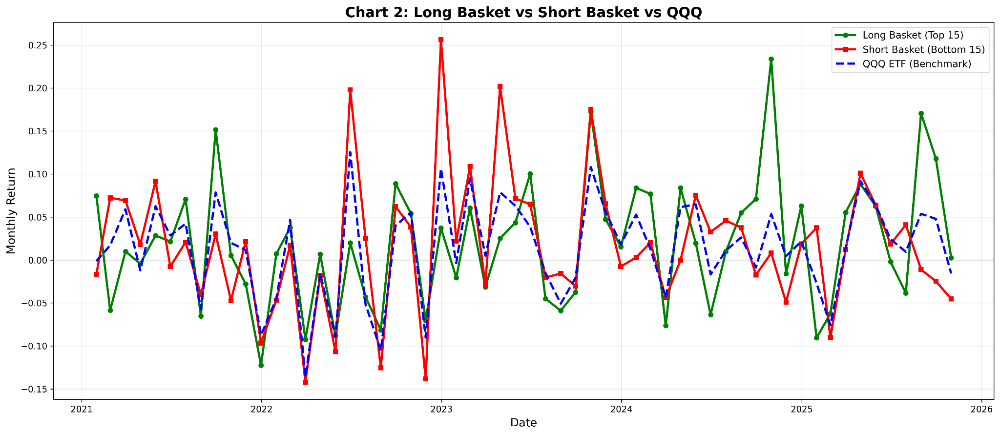 Chart 2: Long Basket vs Short Basket vs QQQ
Long Basket (Top 15)
Short Basket (Bottom 15)
QQQ ETF (Benchmark)
Monthly Return
0.25
0.20
0.15
0.10
0.05
0.00
−0.05
−0.10
−0.15
2021
2022
2023
2024
2025
2026
Date